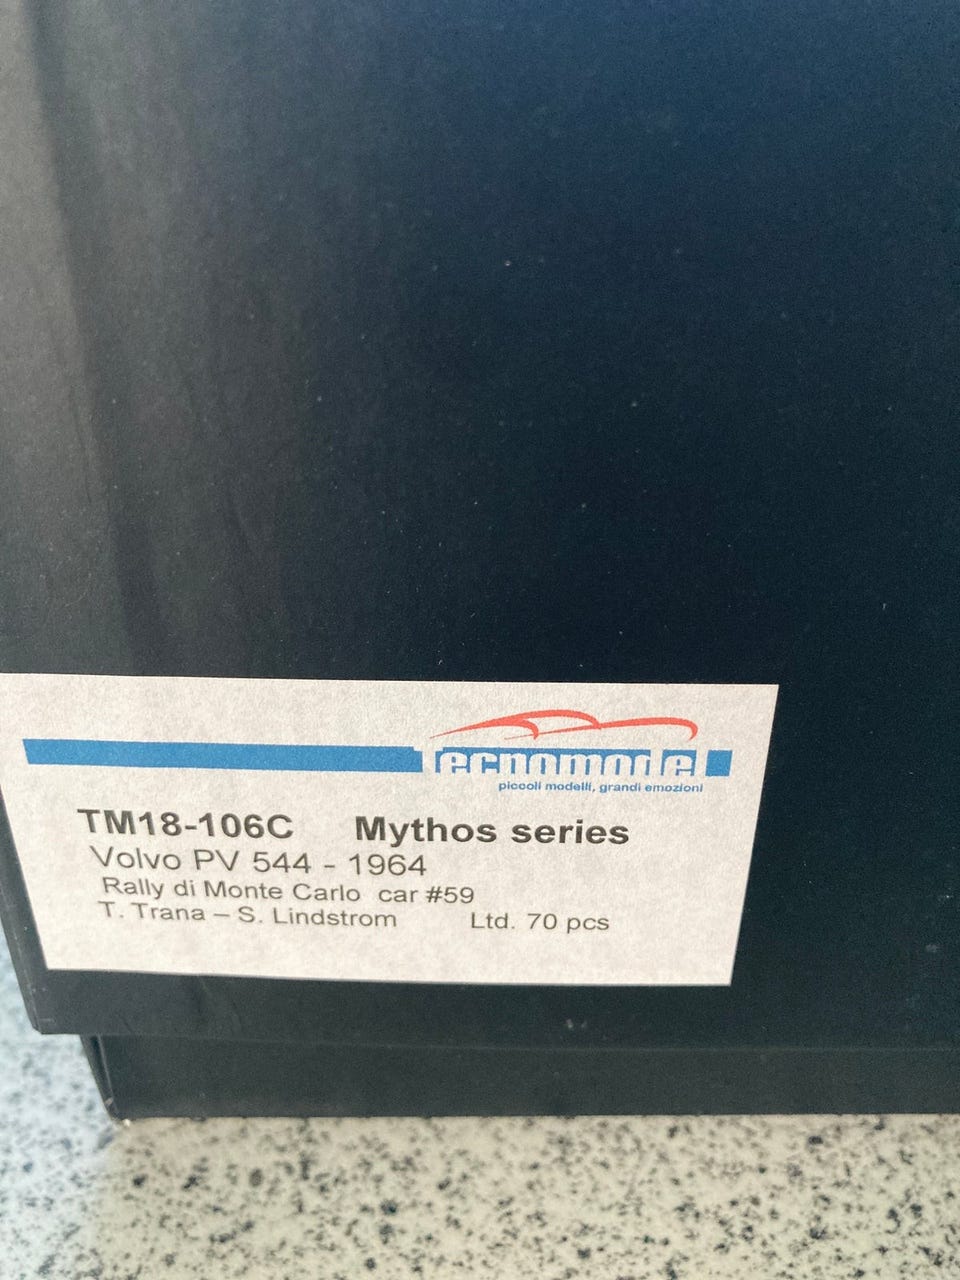 Tecnomodel
piccoli modelli, grandi emozioni
TM18-106C Mythos series
Volvo PV 544 - 1964
Rally di Monte Carlo car #59
T. Trana – S. Lindstrom Ltd. 70 pcs